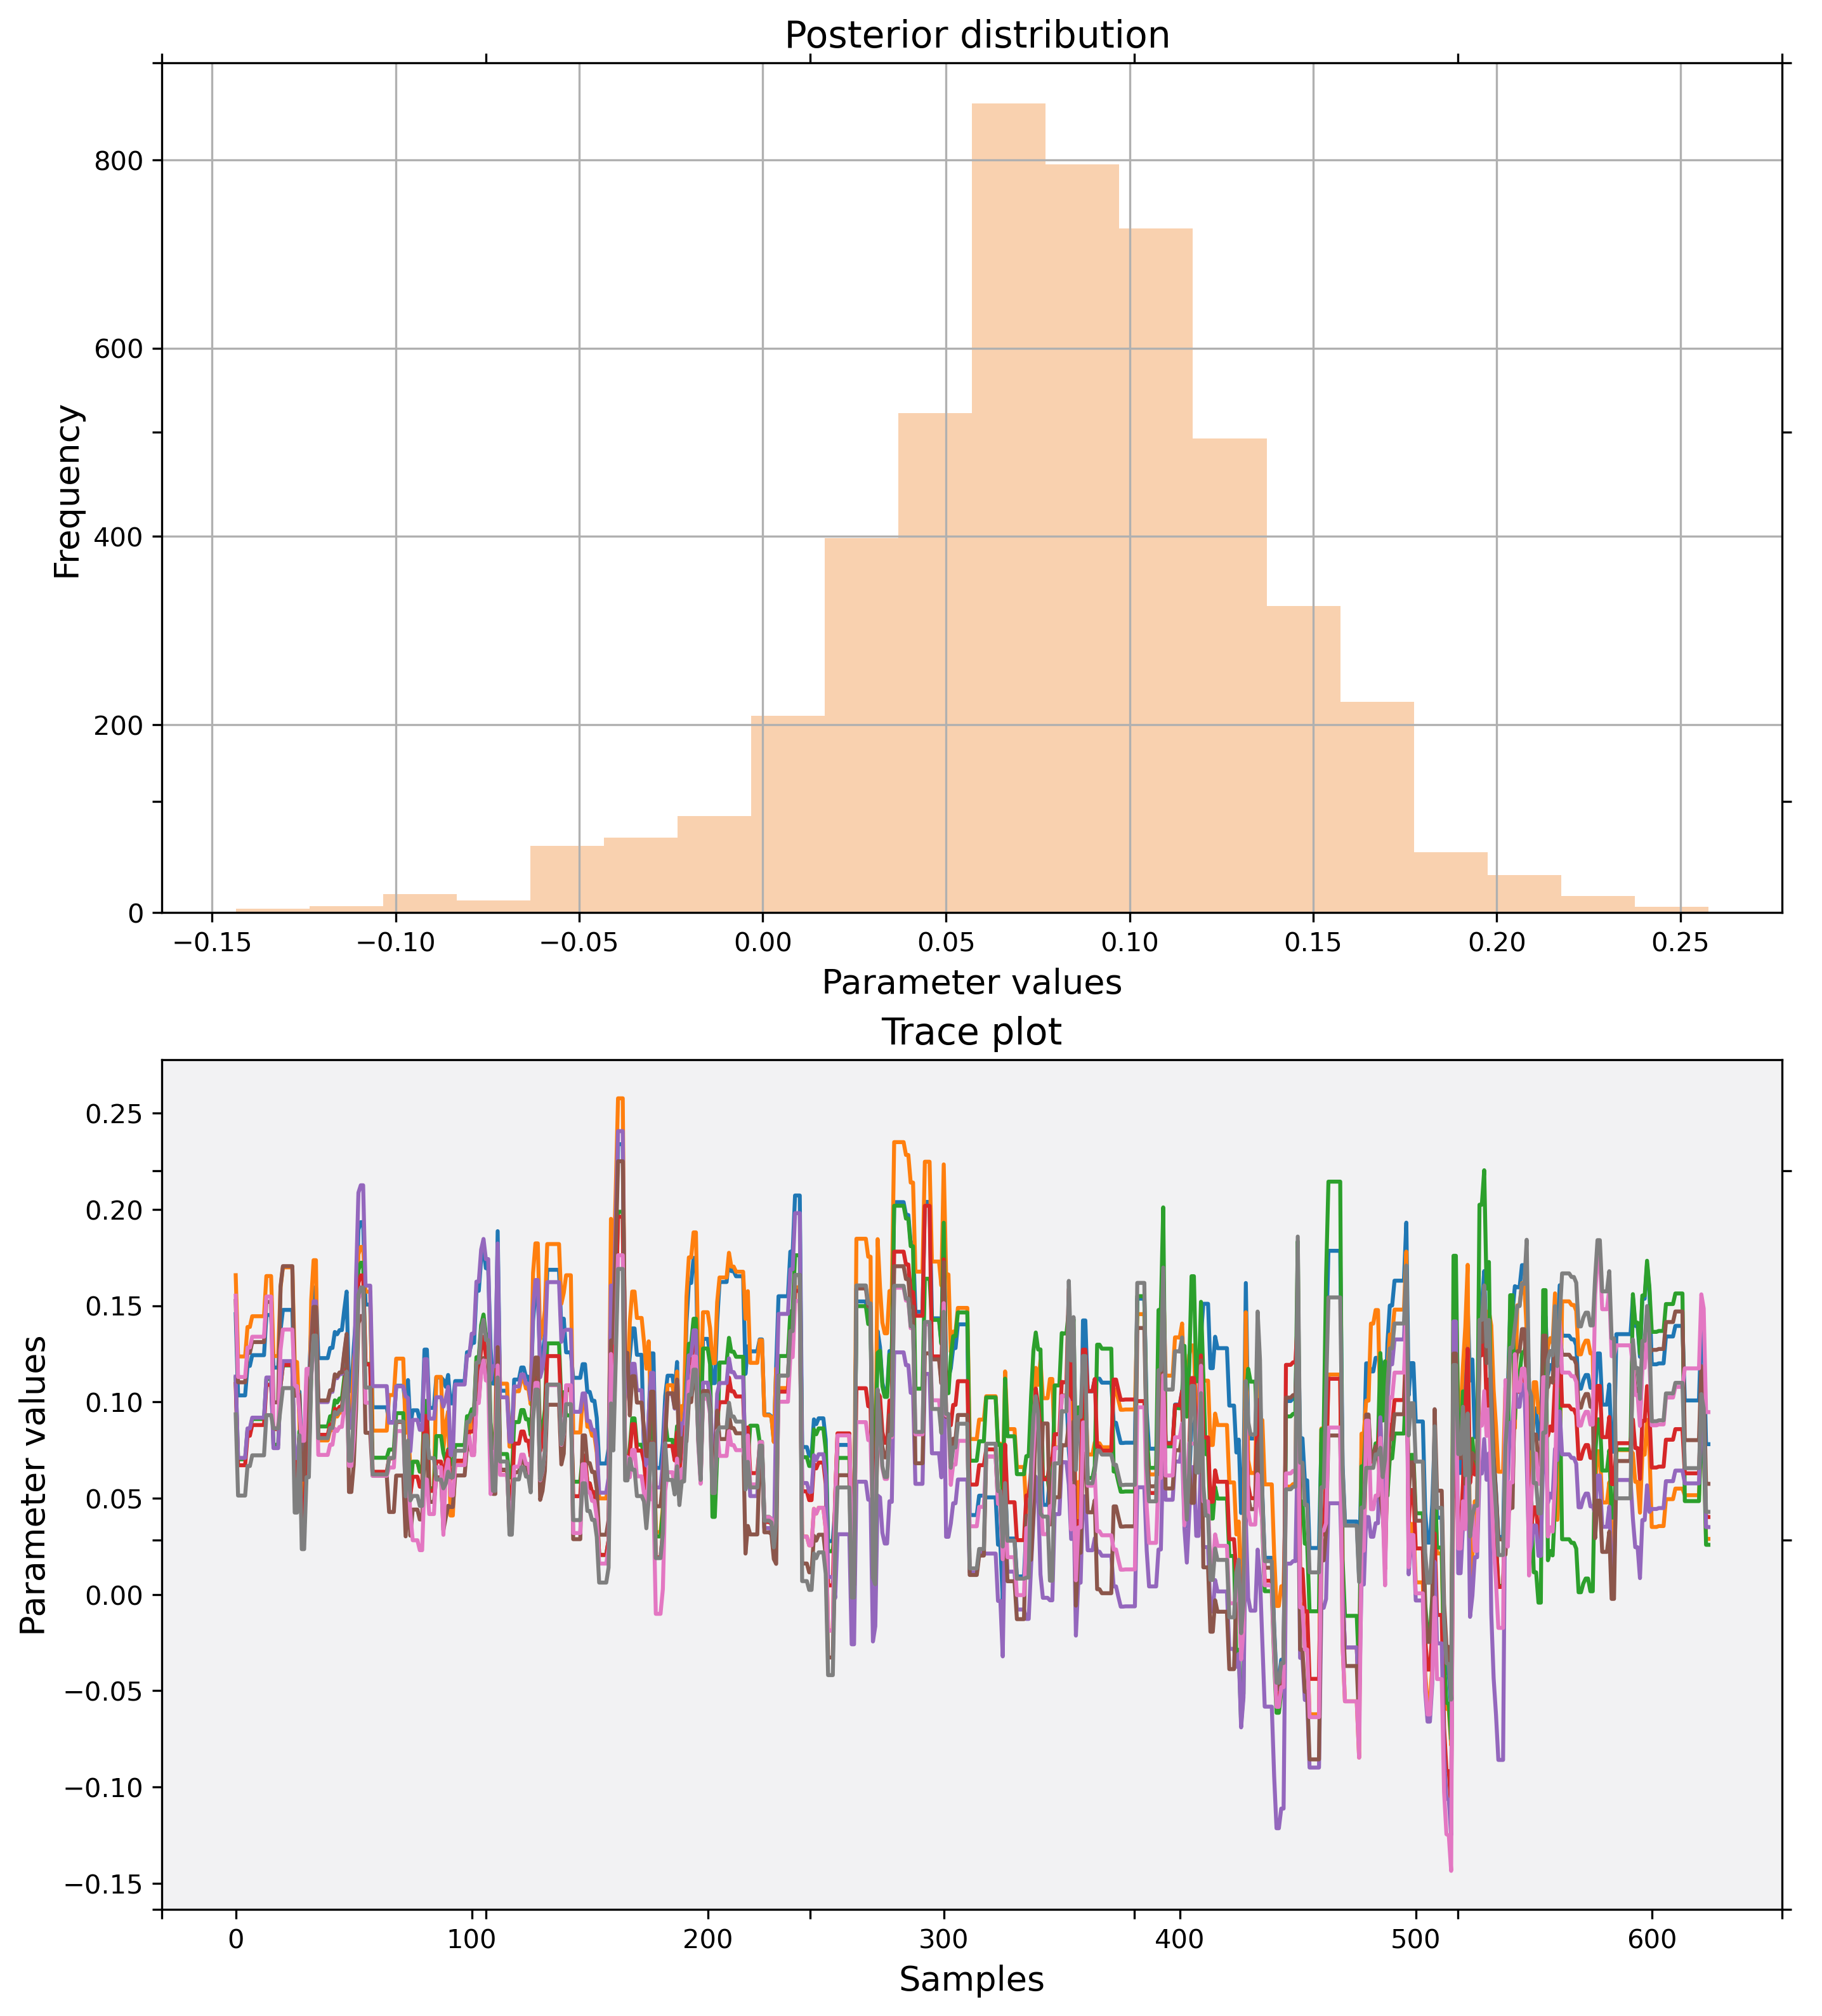 Posterior distribution
Frequency
800
600
400
200
0
−0.15 −0.10 −0.05 0.00 0.05 0.10 0.15 0.20 0.25
Parameter values
Trace plot
Parameter values
0.25
0.20
0.15
0.10
0.05
0.00
−0.05
−0.10
−0.15
0 100 200 300 400 500 600
Samples